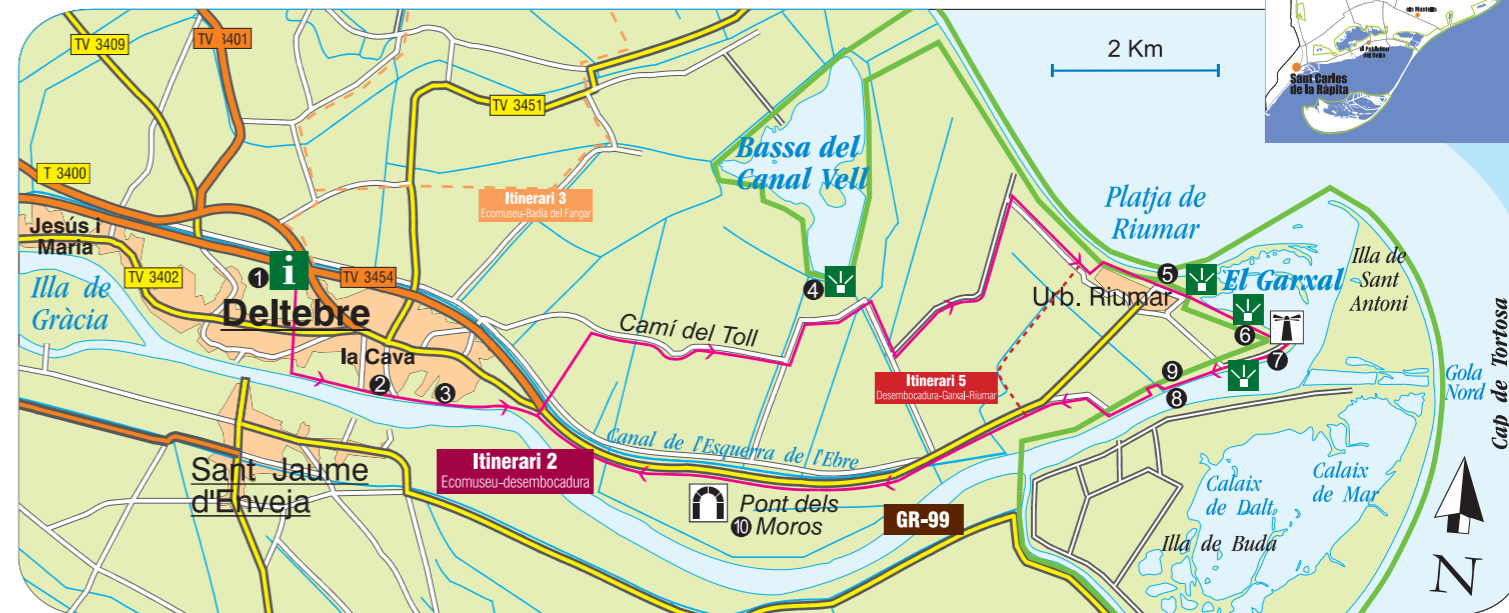 TV 3409
TV 3401
TV 3451
T 3400
Jesús i
Maria
TV 3402
TV 3454
Illa de
Gràcia
1
i
Deltebre
la Cava
2
3
Sant Jaume
d'Enveja
Itinerari 3
Ecomuseu-Badia del Fangar
Bassa del
Canal Vell
4
Camí del Toll
Itinerari 2
Ecomuseu-desembocadura
Canal de l'Esquerra de l'Ebre
Pont dels
10 Moros
GR-99
Itinerari 5
Desembocadura-Garxal-Riumar
2 Km
Platja de
Riumar
Urb. Riumar
5
El Garxal
6
7
8
9
Illa de
Sant
Antoni
Gola
Nord
Cap de Tortosa
Calaix
de Dalt
Calaix
de Mar
Illa de Buda
N
Sant Carles
de la Ràpita